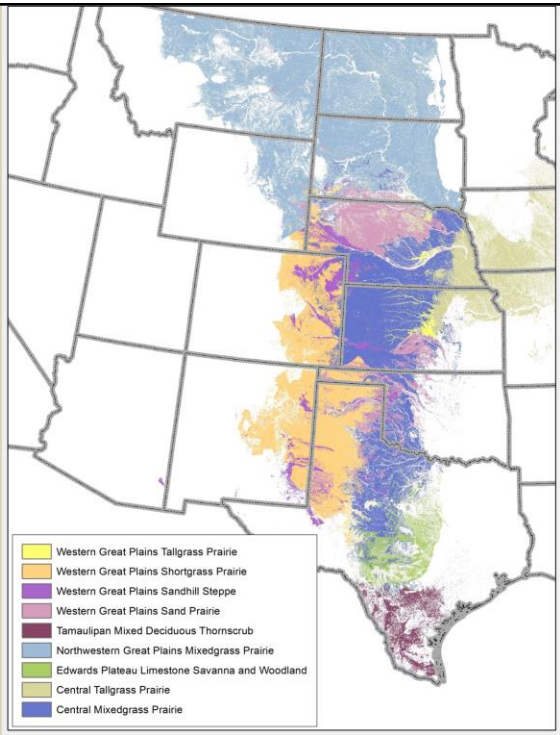 Western Great Plains Tallgrass Prairie
Western Great Plains Shortgrass Prairie
Western Great Plains Sandhill Steppe
Western Great Plains Sand Prairie
Tamaulipan Mixed Deciduous Thornscrub
Northwestern Great Plains Mixedgrass Prairie
Edwards Plateau Limestone Savanna and Woodland
Central Tallgrass Prairie
Central Mixedgrass Prairie